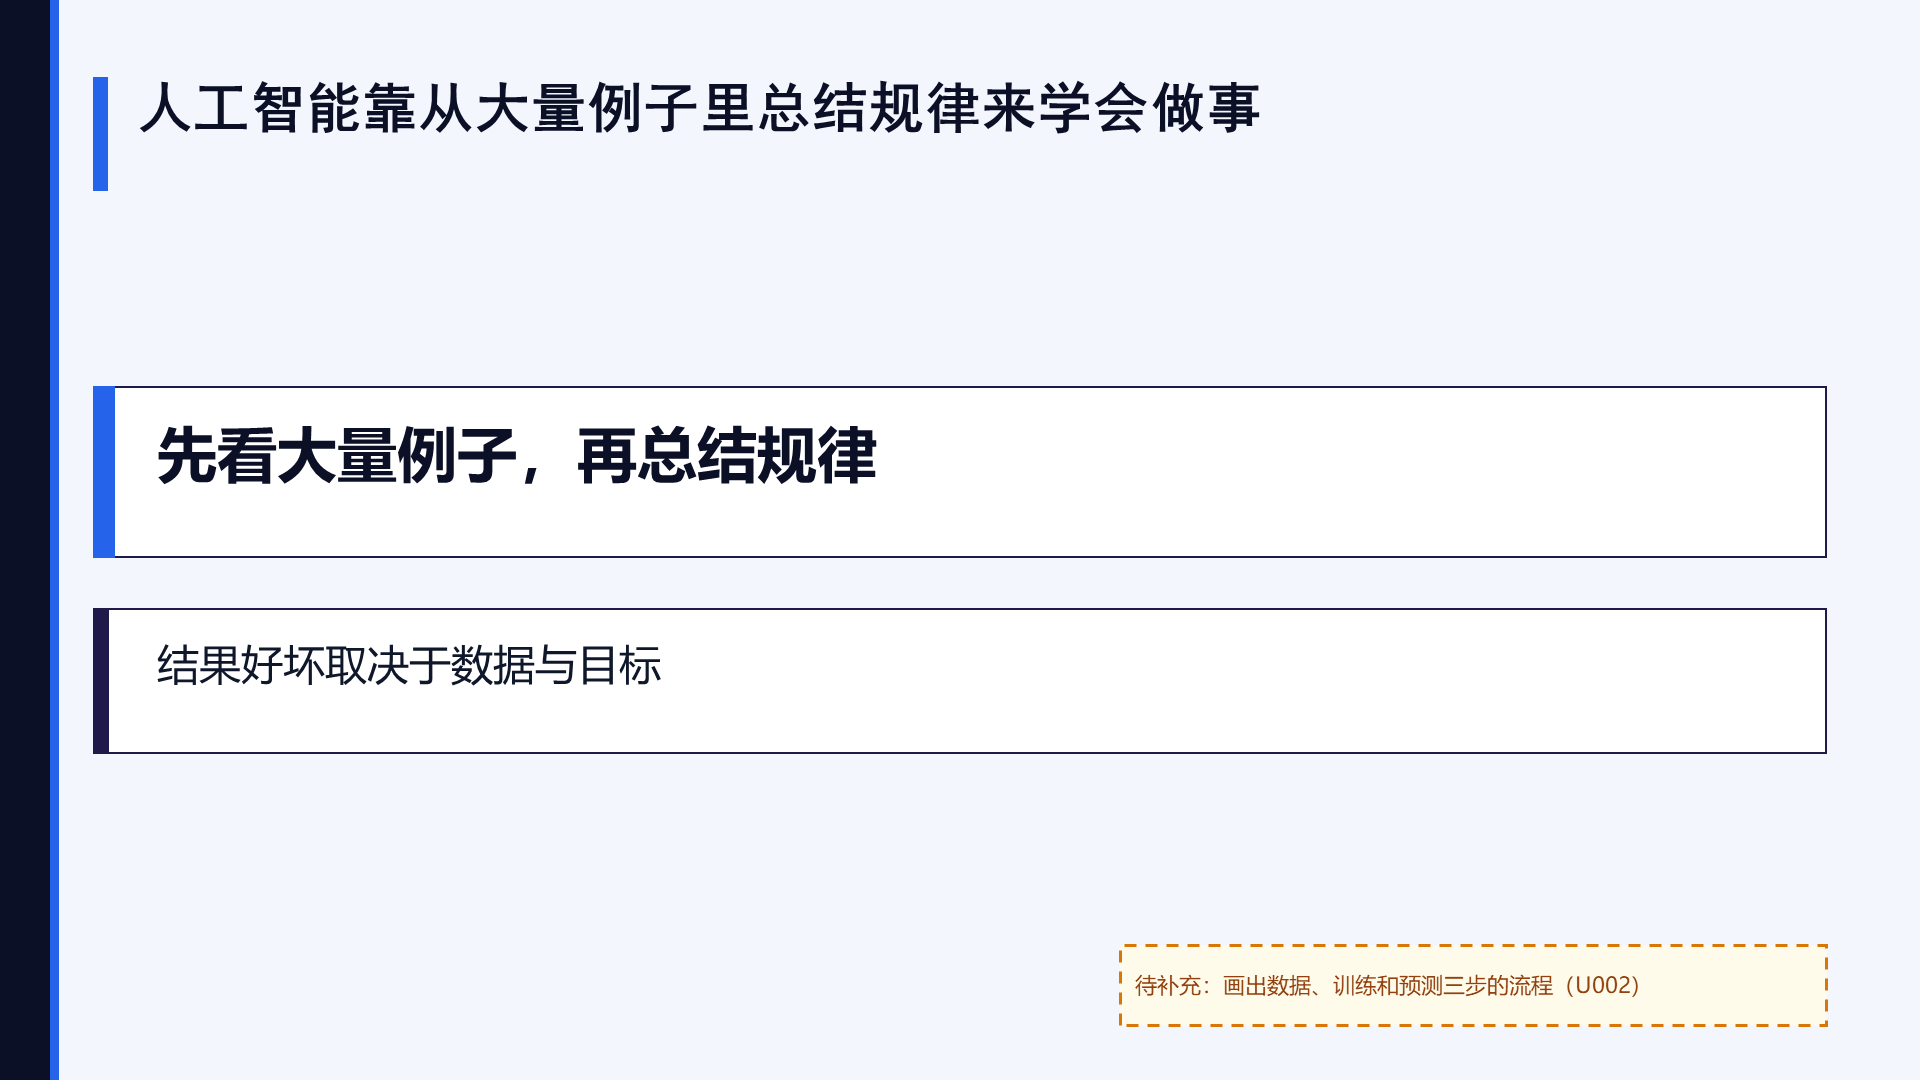 人工智能靠从大量例子里总结规律来学会做事
先看大量例子，再总结规律
结果好坏取决于数据与目标
待补充：画出数据、训练和预测三步的流程（U002）